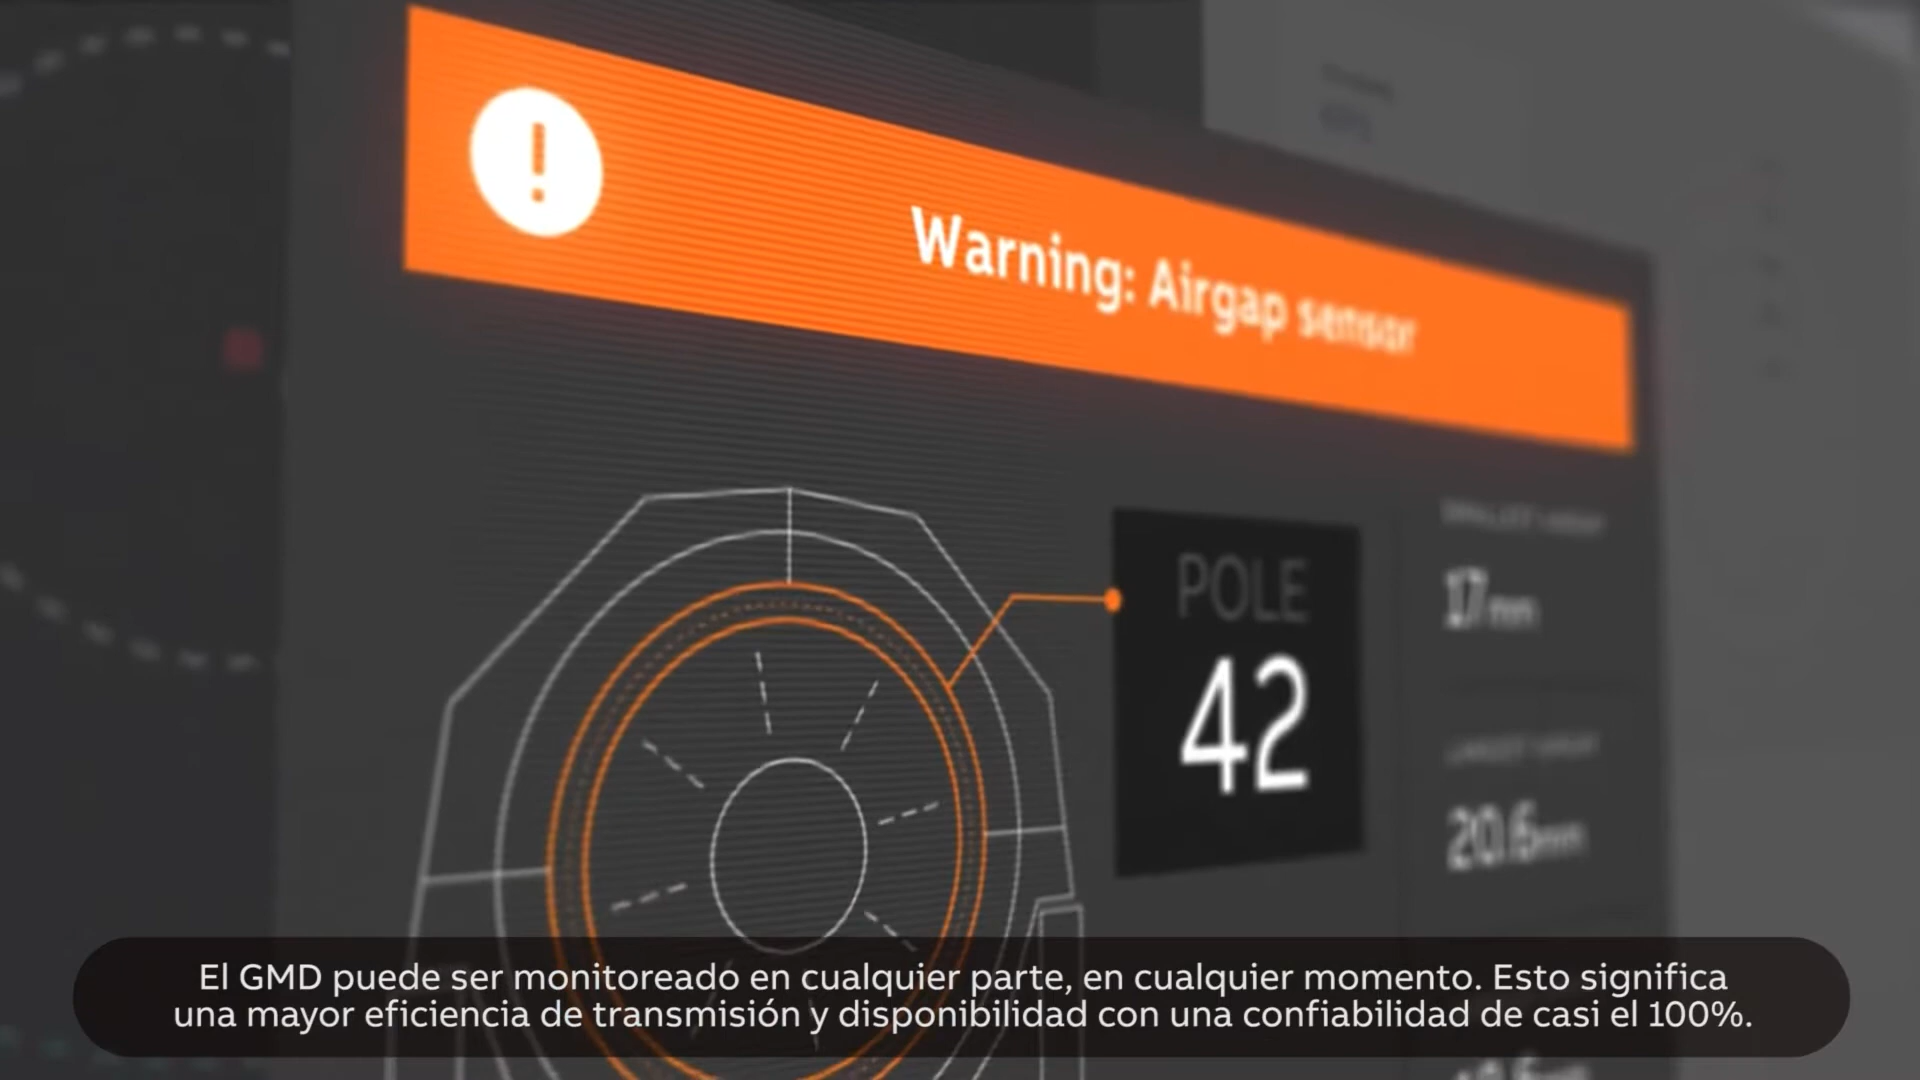 !
Warning: Airgap sensor
POLE
42
17mm
20.6mm
El GMD puede ser monitoreado en cualquier parte, en cualquier momento. Esto significa
una mayor eficiencia de transmisión y disponibilidad con una confiabilidad de casi el 100%.